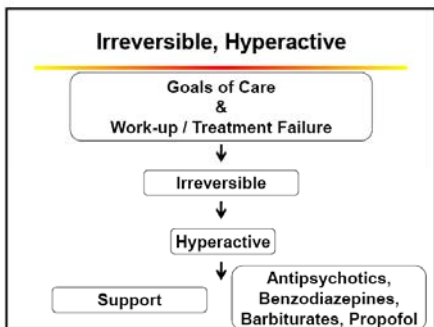 Irreversible, Hyperactive
Goals of Care
&
Work-up / Treatment Failure
Irreversible
Hyperactive
Support
Antipsychotics,
Benzodiazepines,
Barbiturates, Propofol